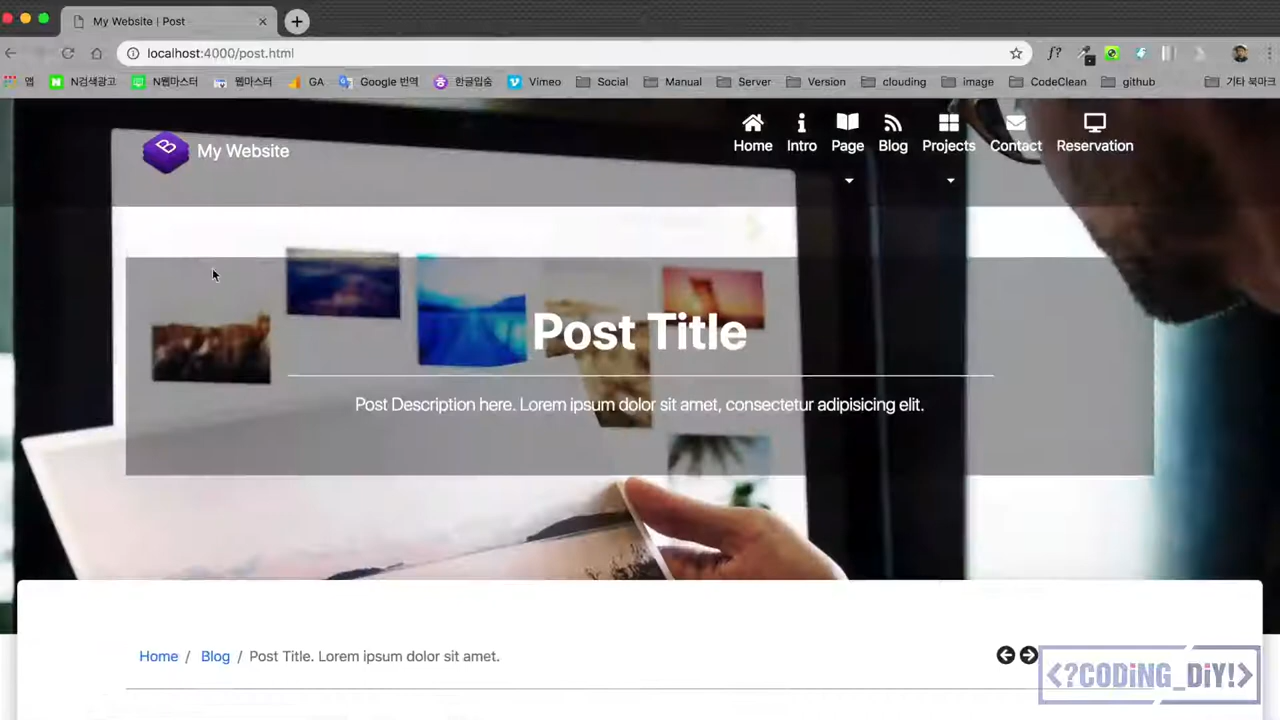 My Website | Post
localhost:4000/post.html
f?
앱 N검색광고 N웹마스터 웹마스터 GA Google 번역 한글입숨 Vimeo Social Manual Server Version clouding image CodeClean github 기타 북마크
My Website
Home Intro Page Blog Projects Contact Reservation
Post Title
Post Description here. Lorem ipsum dolor sit amet, consectetur adipisicing elit.
Home / Blog / Post Title. Lorem ipsum dolor sit amet.
<?CODiNG_DiY!>